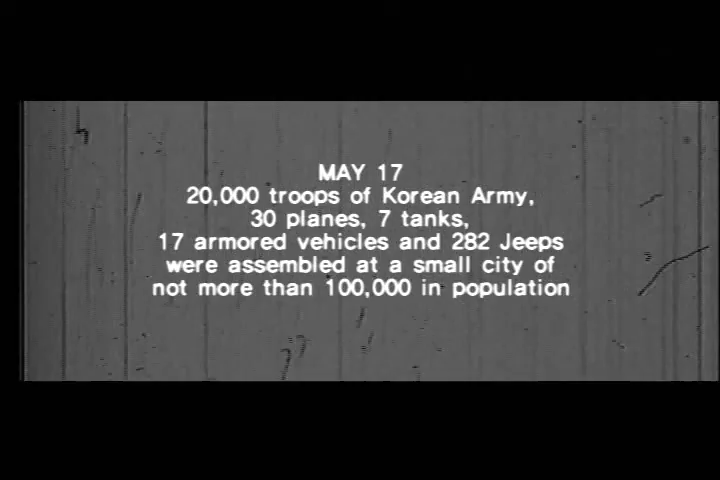 MAY 17
20,000 troops of Korean Army,
30 planes, 7 tanks,
17 armored vehicles and 282 Jeeps
were assembled at a small city of
not more than 100,000 in population